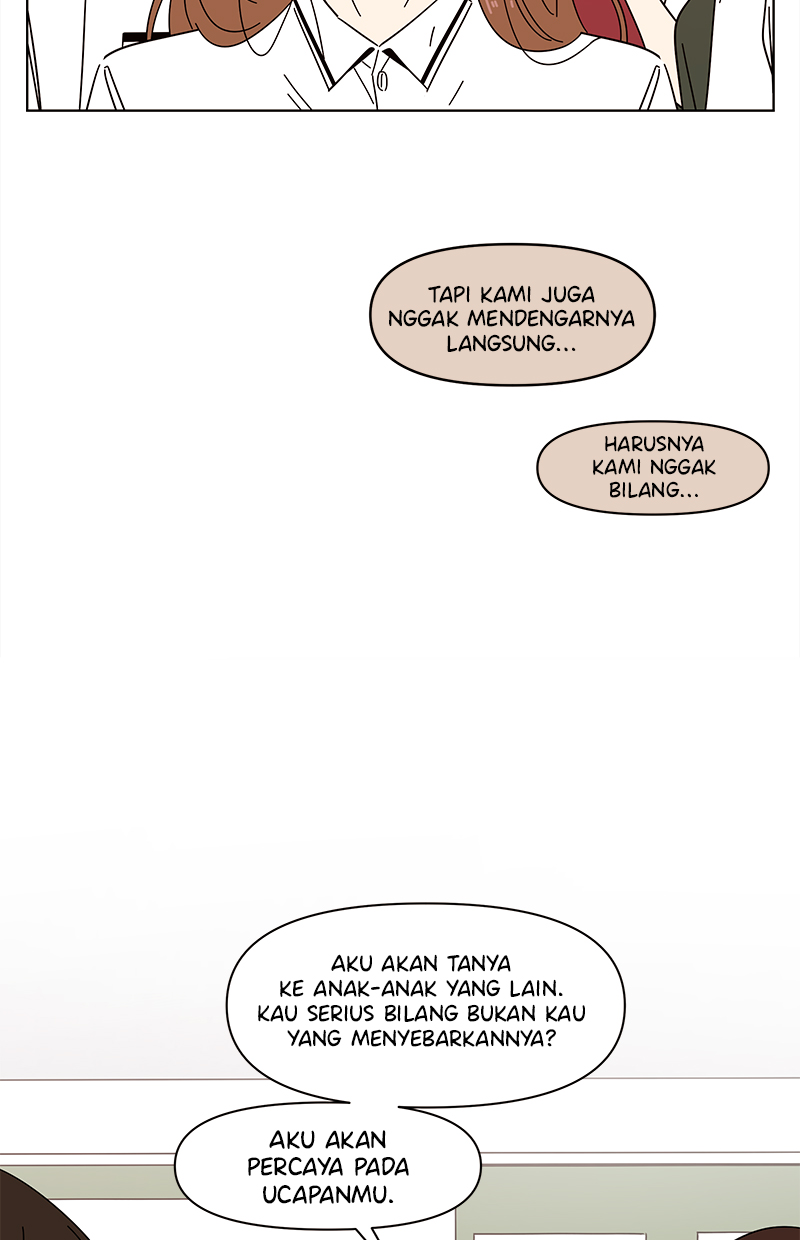 TAPI KAMI JUGA
NGGAK MENDENGARNYA
LANGSUNG...
HARUSNYA
KAMI NGGAK
BILANG...
AKU AKAN TANYA
KE ANAK-ANAK YANG LAIN.
KAU SERIUS BILANG BUKAN KAU
YANG MENYEBARKANNYA?
AKU AKAN
PERCAYA PADA
UCAPANMU.